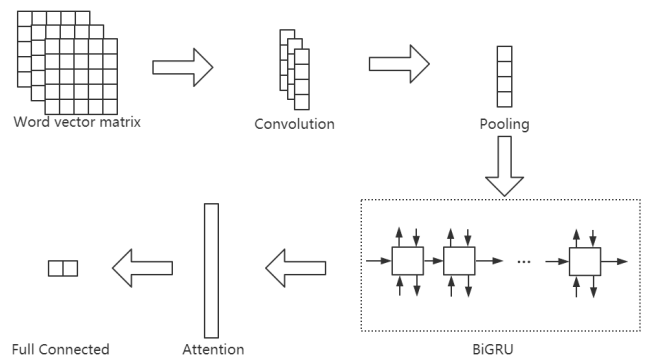 Word vector matrix
Convolution
Pooling
...
Full Connected
Attention
BiGRU